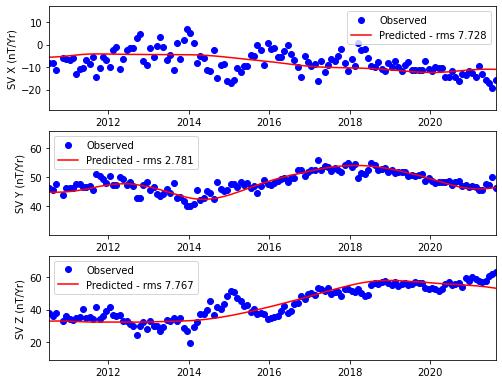 SV X (nT/Yr)
10
0
−10
−20
Observed
Predicted - rms 7.728
2012
2014
2016
2018
2020
SV Y (nT/Yr)
60
50
40
Observed
Predicted - rms 2.781
2012
2014
2016
2018
2020
SV Z (nT/Yr)
60
40
20
Observed
Predicted - rms 7.767
2012
2014
2016
2018
2020